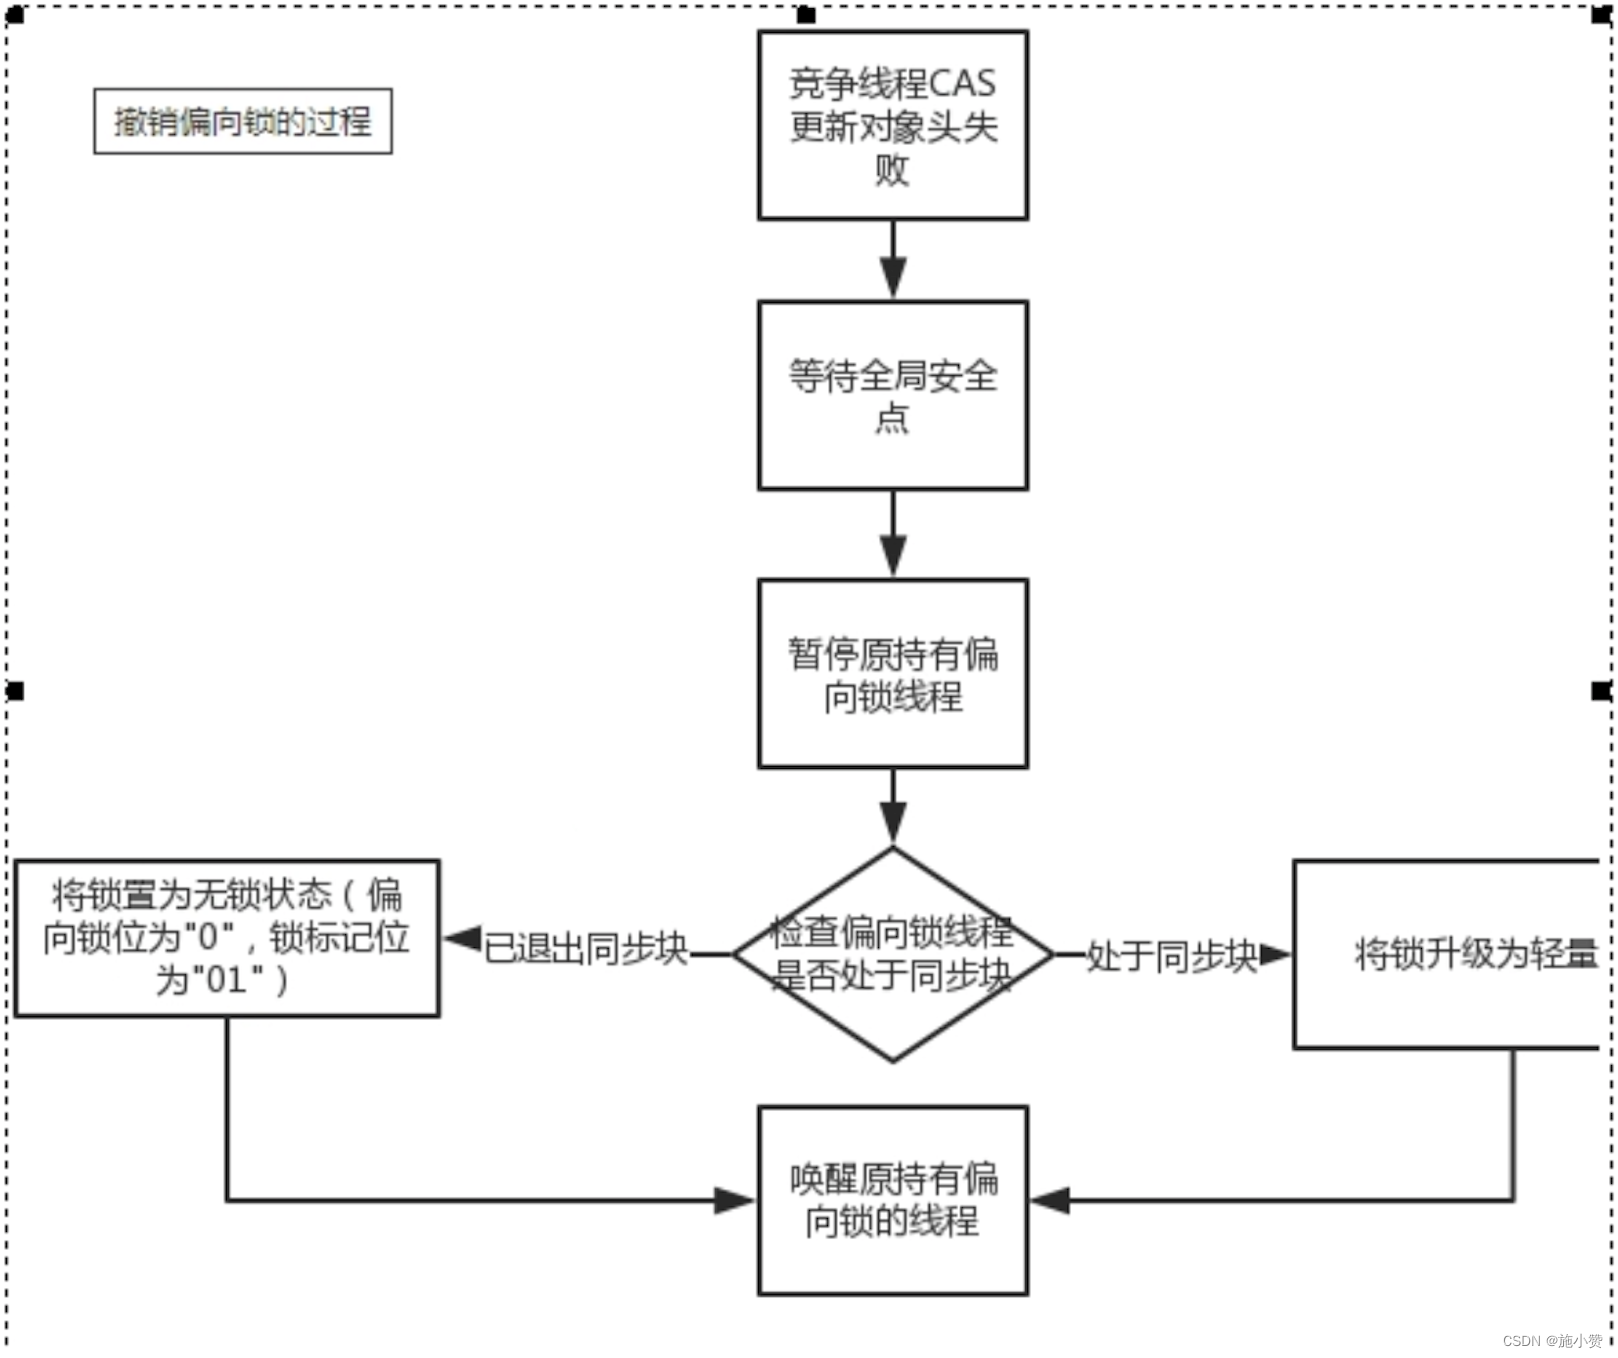 撤销偏向锁的过程
竞争线程CAS
更新对象头失
败
等待全局安全
点
暂停原持有偏
向锁线程
将锁置为无锁状态（偏
向锁位为"0"，锁标记位
为"01"）
已退出同步块
检查偏向锁线程
是否处于同步块
处于同步块
将锁升级为轻量
唤醒原持有偏
向锁的线程
CSDN @施小赞